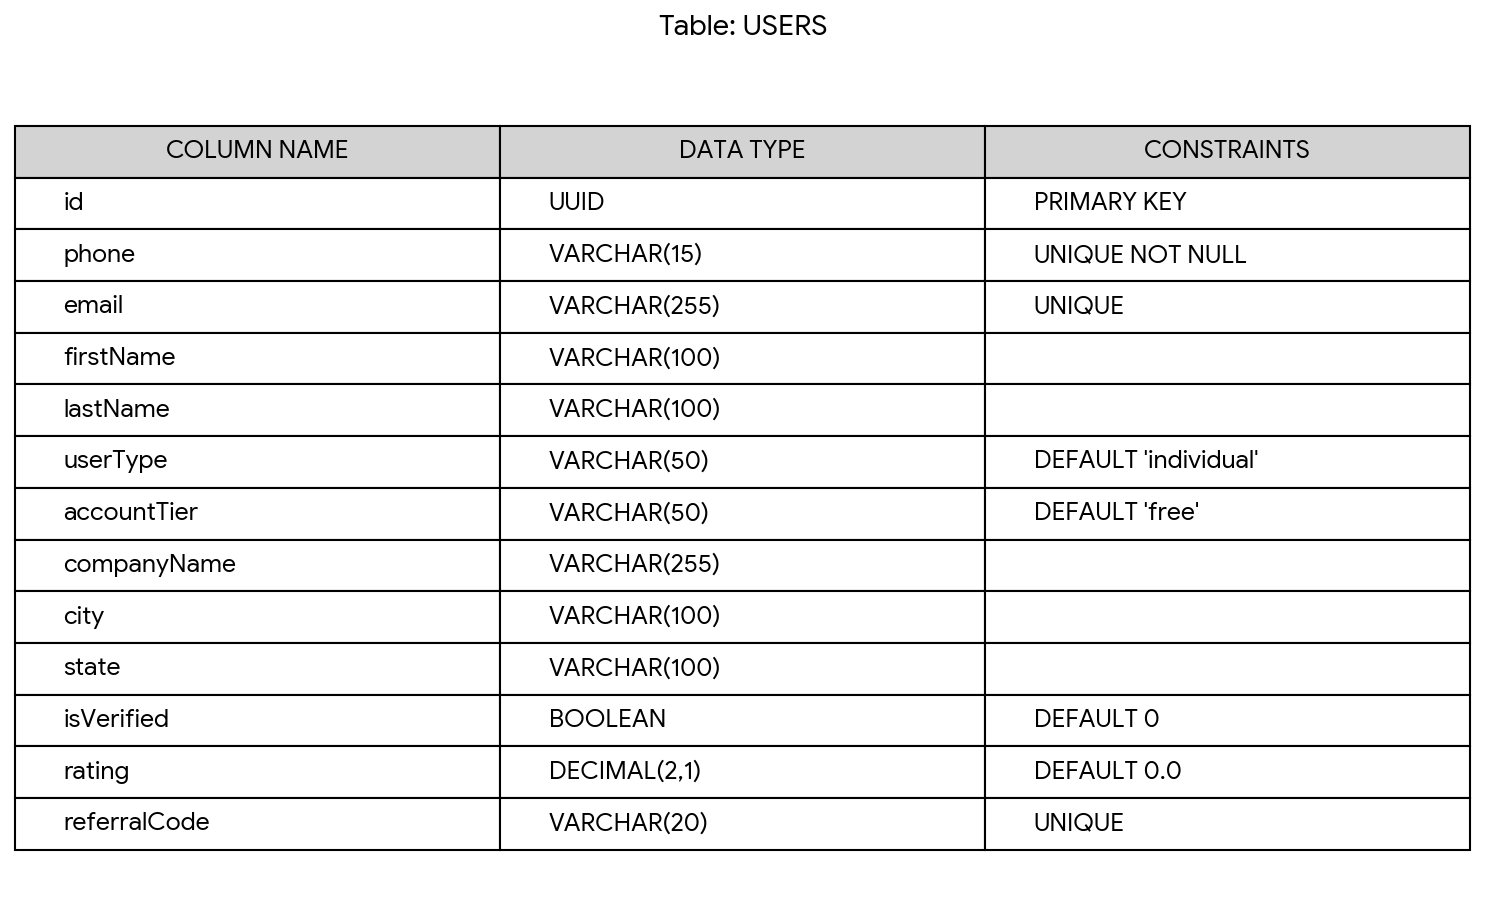 Table: USERS
COLUMN NAME DATA TYPE CONSTRAINTS
id UUID PRIMARY KEY
phone VARCHAR(15) UNIQUE NOT NULL
email VARCHAR(255) UNIQUE
firstName VARCHAR(100)
lastName VARCHAR(100)
userType VARCHAR(50) DEFAULT 'individual'
accountTier VARCHAR(50) DEFAULT 'free'
companyName VARCHAR(255)
city VARCHAR(100)
state VARCHAR(100)
isVerified BOOLEAN DEFAULT 0
rating DECIMAL(2,1) DEFAULT 0.0
referralCode VARCHAR(20) UNIQUE